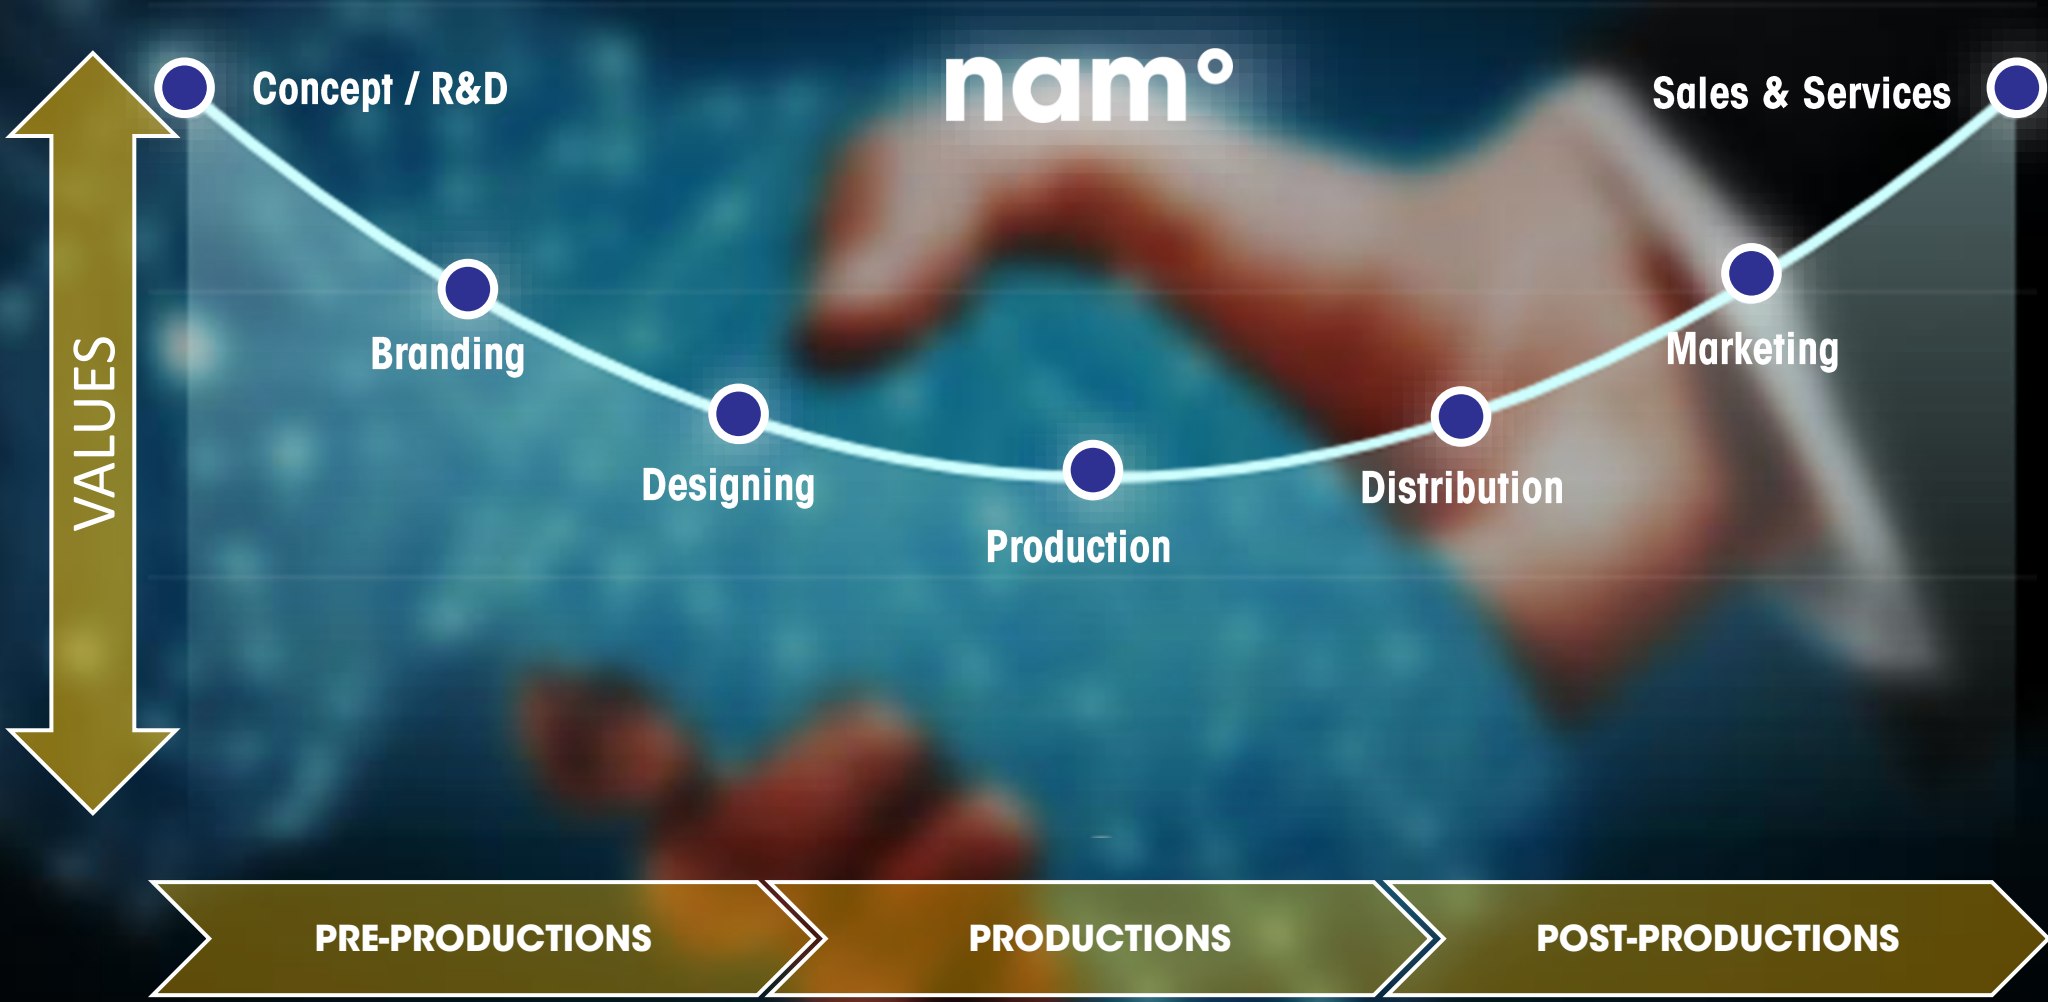 nam°
Concept / R&D
Sales & Services
Branding
Marketing
Designing
Distribution
Production
VALUES
PRE-PRODUCTIONS
PRODUCTIONS
POST-PRODUCTIONS